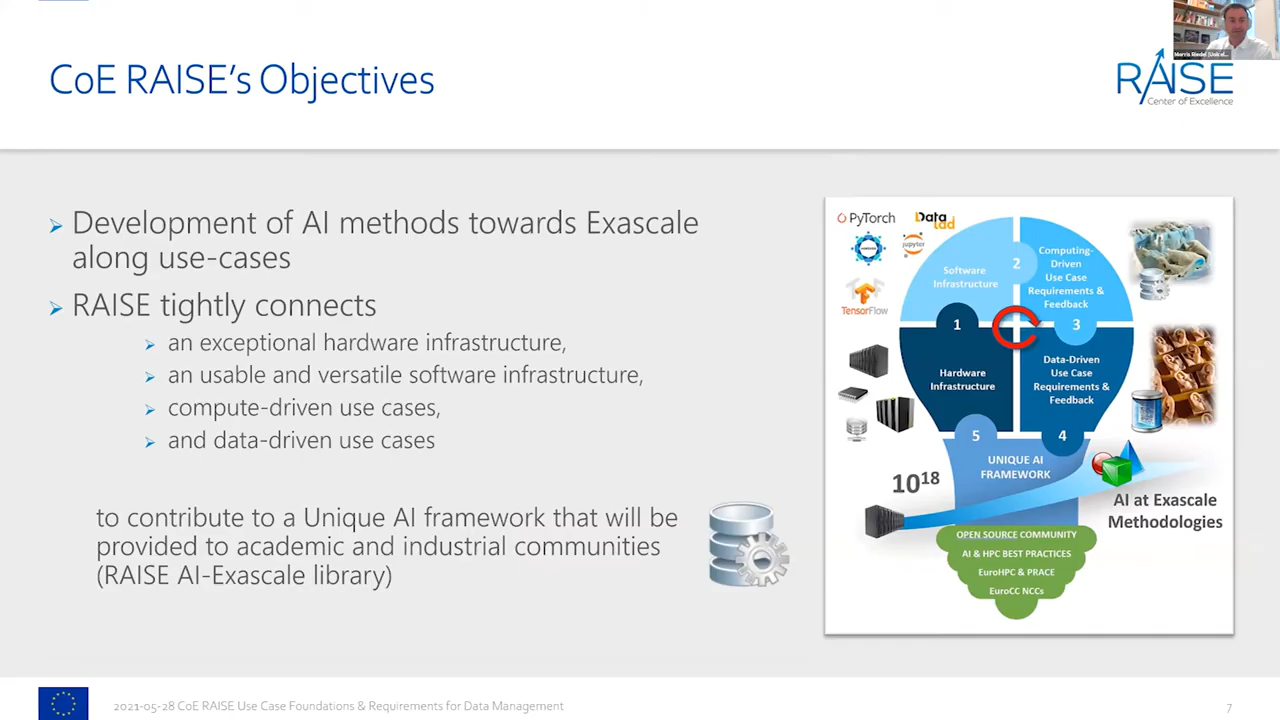 CoE RAISE's Objectives
RAISE
Center of Excellence
Development of AI methods towards Exascale
along use-cases
RAISE tightly connects
an exceptional hardware infrastructure,
an usable and versatile software infrastructure,
compute-driven use cases,
and data-driven use cases
to contribute to a Unique AI framework that will be
provided to academic and industrial communities
(RAISE AI-Exascale library)
PyTorch
Data
Lad
jupyter
TensorFlow
Software
Infrastructure
2
Computing-
Driven
Use Case
Requirements &
Feedback
1
3
Hardware
Infrastructure
Data-Driven
Use Case
Requirements &
Feedback
5
4
UNIQUE AI
FRAMEWORK
10^18
AI at Exascale
Methodologies
OPEN SOURCE COMMUNITY
AI & HPC BEST PRACTICES
EuroHPC & PRACE
EuroCC NCCs
2021-05-28 CoE RAISE Use Case Foundations & Requirements for Data Management
7